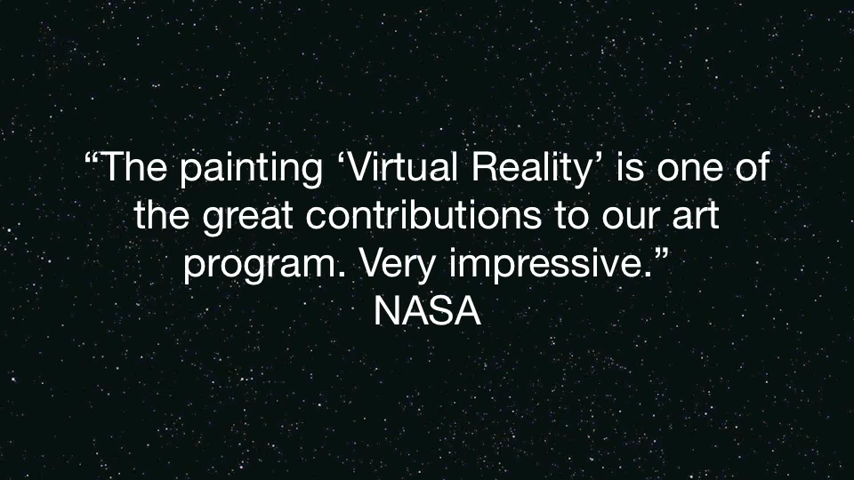 “The painting ‘Virtual Reality’ is one of
the great contributions to our art
program. Very impressive.”
NASA